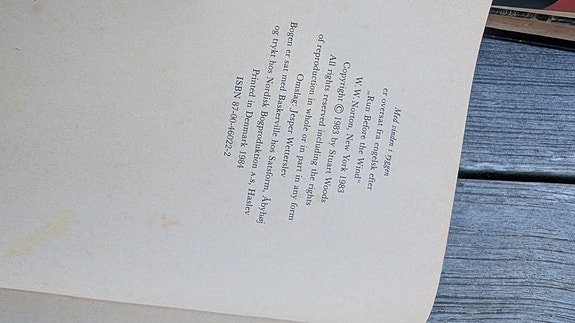 Med vinden i ryggen
er oversat fra engelsk efter
„Run Before the Wind“
W. W. Norton, New York 1983
Copyright © 1983 by Stuart Woods
All rights reserved including the rights
of reproduction in whole or in part in any form
Omslag: Jesper Wetterslev
Bogen er sat med Baskerville hos Satsform, Åbyhøj
og trykt hos Nordisk Bogproduktion A.S, Haslev
Printed in Denmark 1984
ISBN 87-00-46022-2